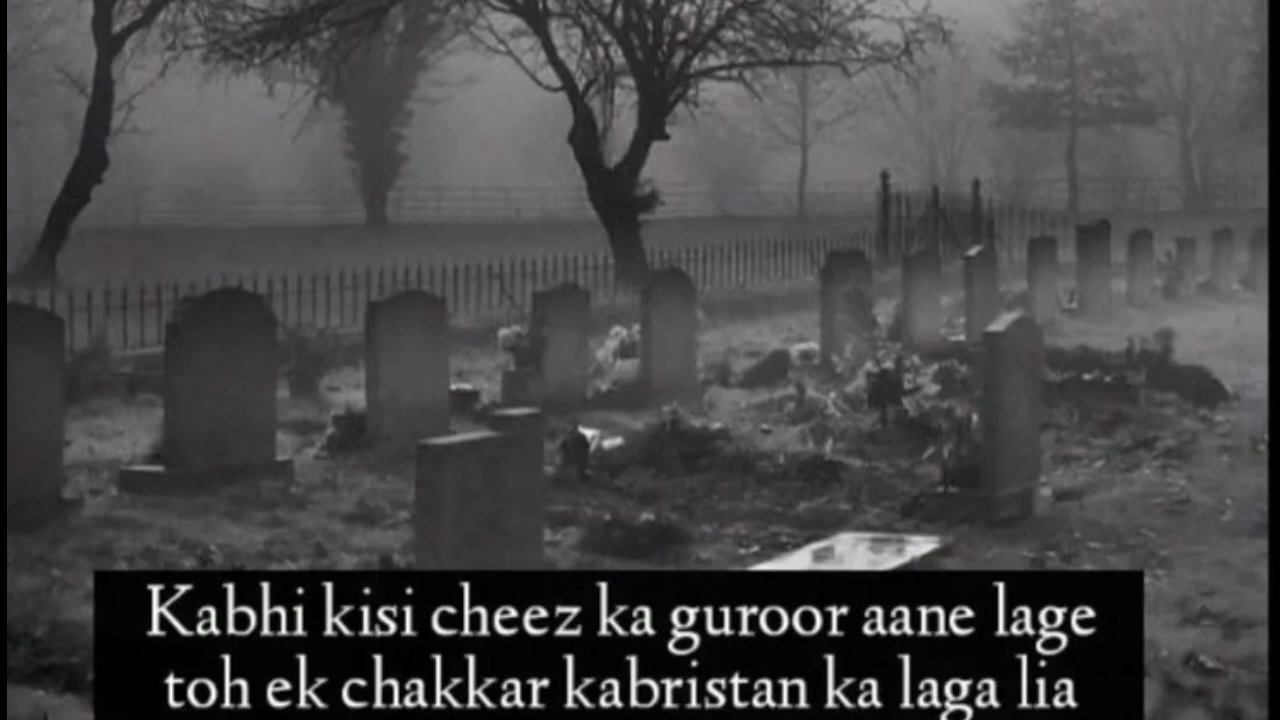 Kabhi kisi cheez ka guroor aane lage
toh ek chakkar kabristan ka laga lia